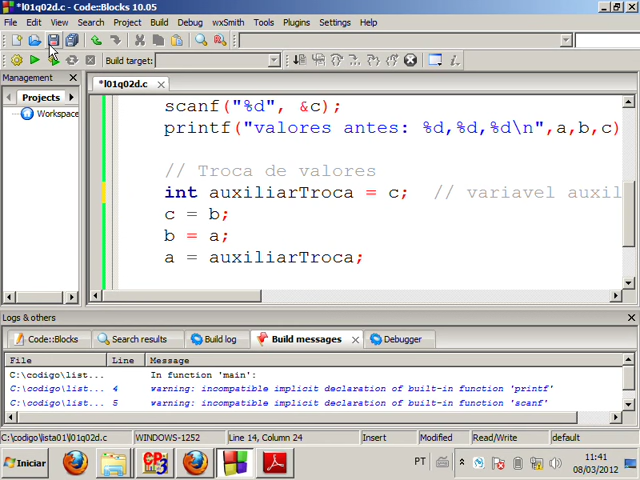 *l01q02d.c - Code::Blocks 10.05
File Edit View Search Project Build Debug wxSmith Tools Plugins Settings Help
Build target:
Management
*l01q02d.c
Projects
Workspace
scanf("%d", &c);
printf("valores antes: %d,%d,%d\n",a,b,c)
// Troca de valores
int auxiliarTroca = c; // variavel auxil
c = b;
b = a;
a = auxiliarTroca;
Logs & others
Code::Blocks Search results Build log Build messages Debugger
File Line Message
C:\codigo\list... In function 'main':
C:\codigo\list... 4 warning: incompatible implicit declaration of built-in function 'printf'
C:\codigo\list... 5 warning: incompatible implicit declaration of built-in function 'scanf'
C:\codigo\lista01\l01q02d.c WINDOWS-1252 Line 14, Column 24 Insert Modified Read/Write default
Iniciar PT 11:41
08/03/2012